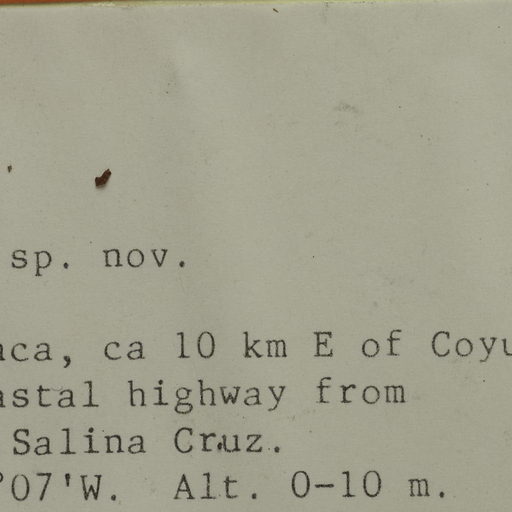 sp. nov.
aca, ca 10 km E of Coyu
astal highway from
Salina Cruz.
°07'W. Alt. 0-10 m.